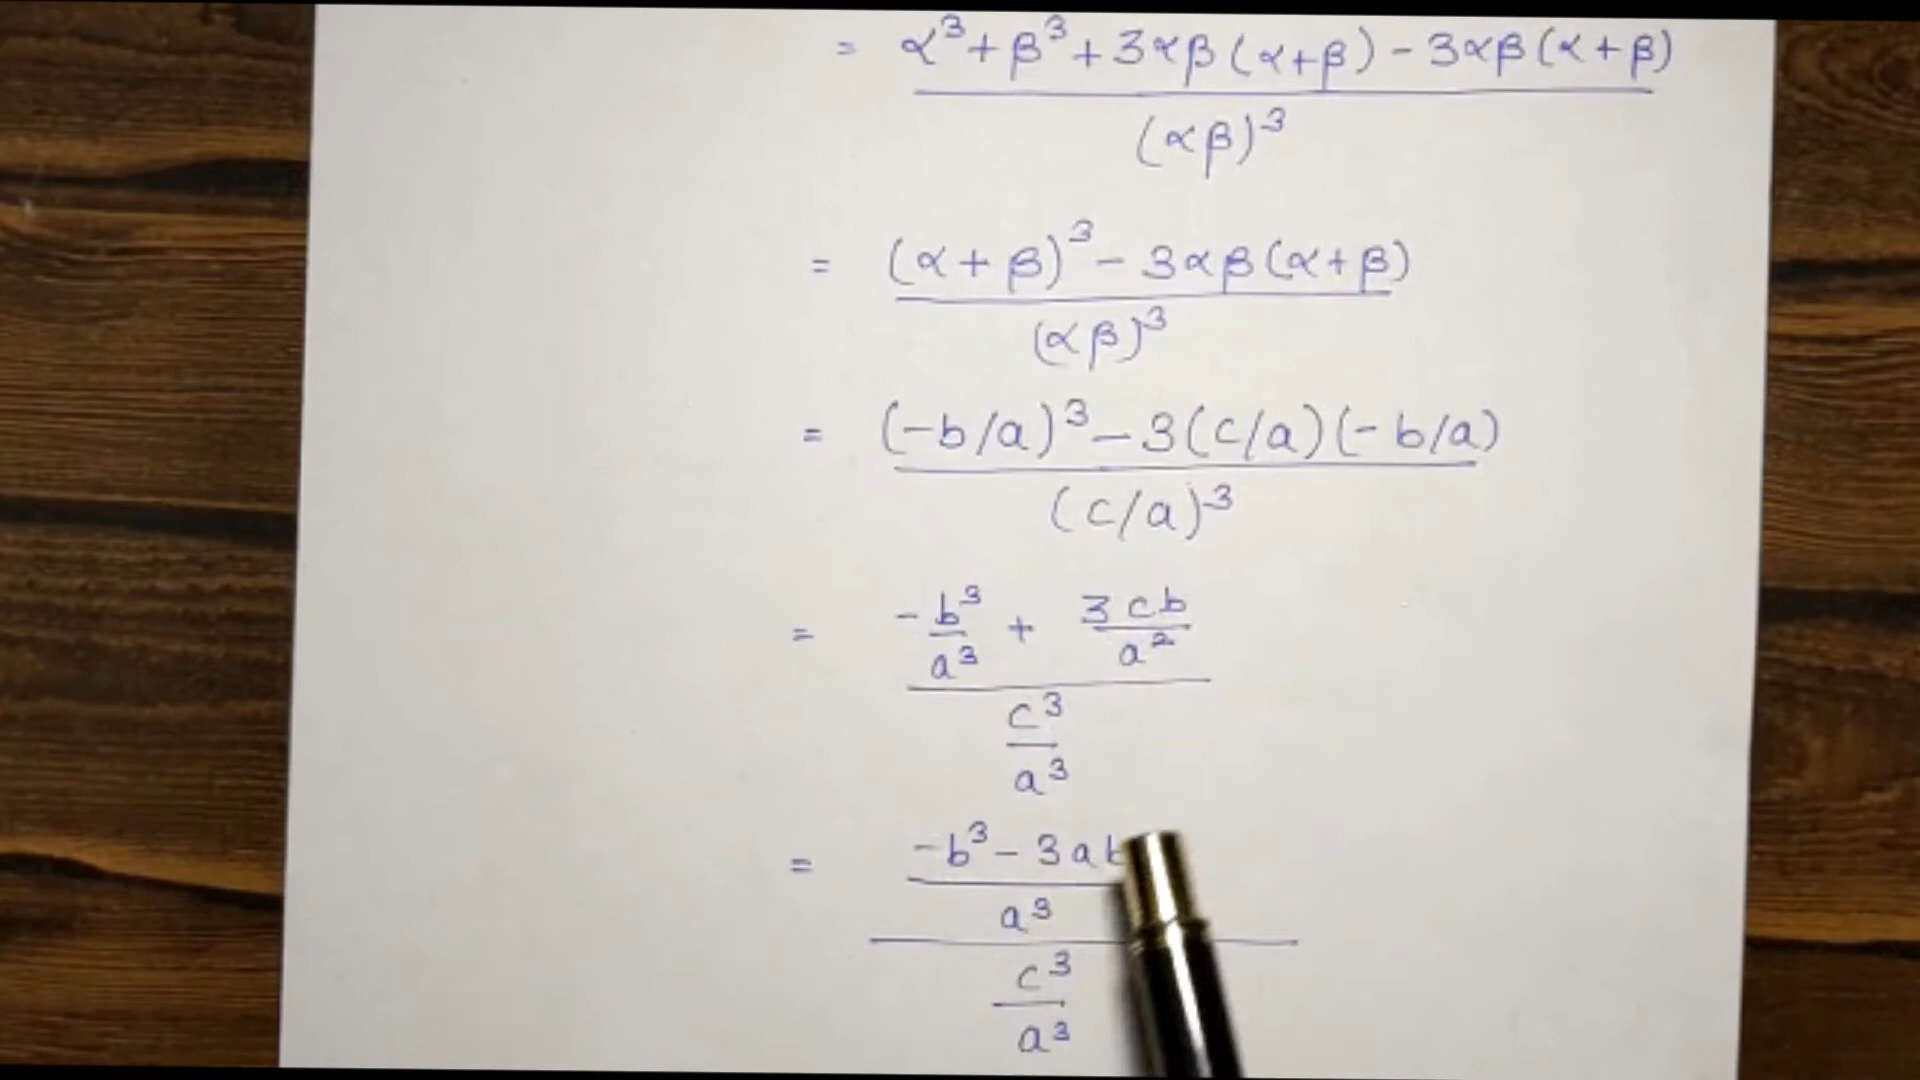 = α³ + β³ + 3αβ (α+β) - 3αβ (α + β)
(αβ)³
= (α + β)³ - 3αβ (α+β)
(αβ)³
= (-b/a)³ - 3(c/a)(-b/a)
(c/a)³
= -b³/a³ + 3cb/a²
c³/a³
= -b³ - 3a
a³
c³/a³